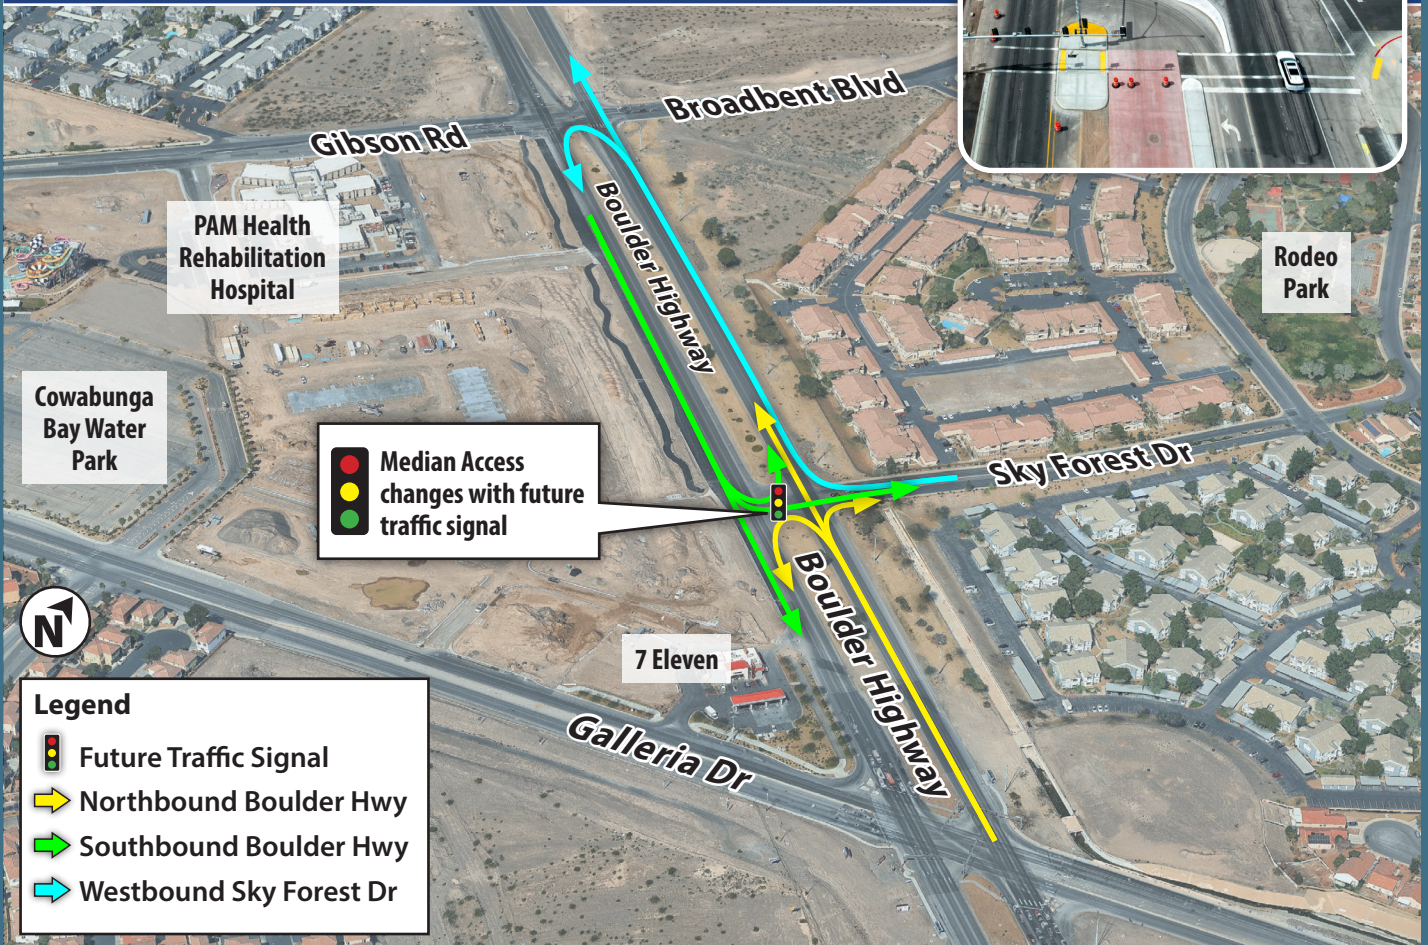 Broadbent Blvd
Gibson Rd
PAM Health
Rehabilitation
Hospital
Boulder Highway
Rodeo
Park
Cowabunga
Bay Water
Park
Median Access
changes with future
traffic signal
Sky Forest Dr
N
Boulder Highway
7 Eleven
Galleria Dr
Legend
Future Traffic Signal
Northbound Boulder Hwy
Southbound Boulder Hwy
Westbound Sky Forest Dr